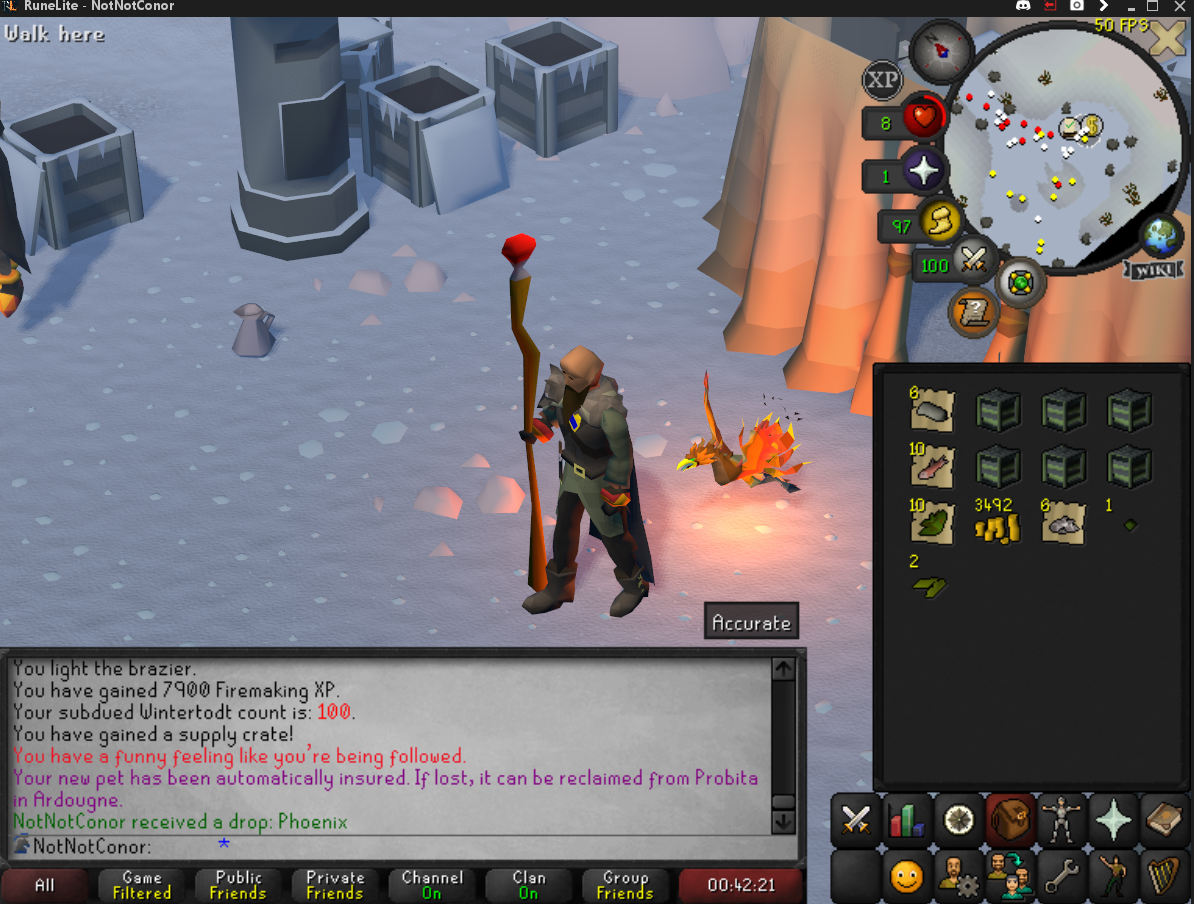 RuneLite - NotNotConor
Walk here
50 FPS
XP
8
1
97
100
WIKI
6
10
10
3492
6
1
2
Accurate
You light the brazier.
You have gained 7900 Firemaking XP.
Your subdued Wintertodt count is: 100.
You have gained a supply crate!
You have a funny feeling like you're being followed.
Your new pet has been automatically insured. If lost, it can be reclaimed from Probita
in Ardougne.
NotNotConor received a drop: Phoenix
NotNotConor: *
All
Game
Filtered
Public
Friends
Private
Friends
Channel
On
Clan
On
Group
Friends
00:42:21